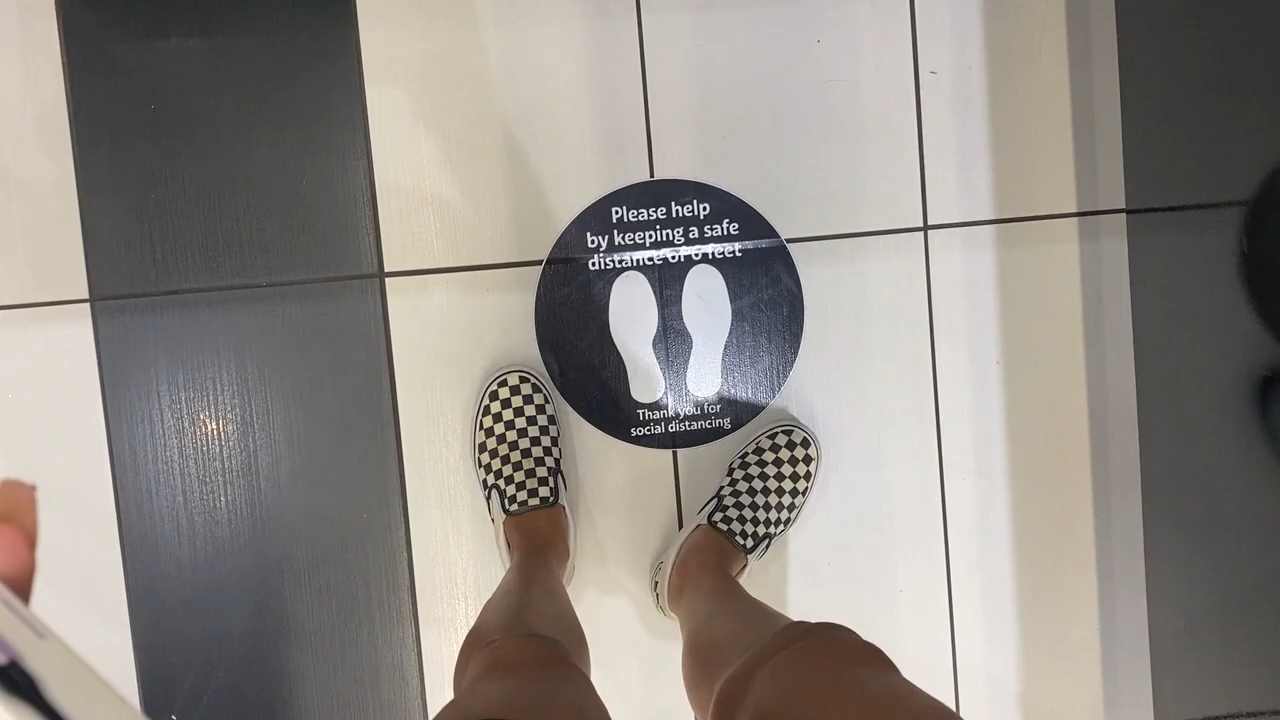 Please help
by keeping a safe
distance of 6 feet
Thank you for
social distancing